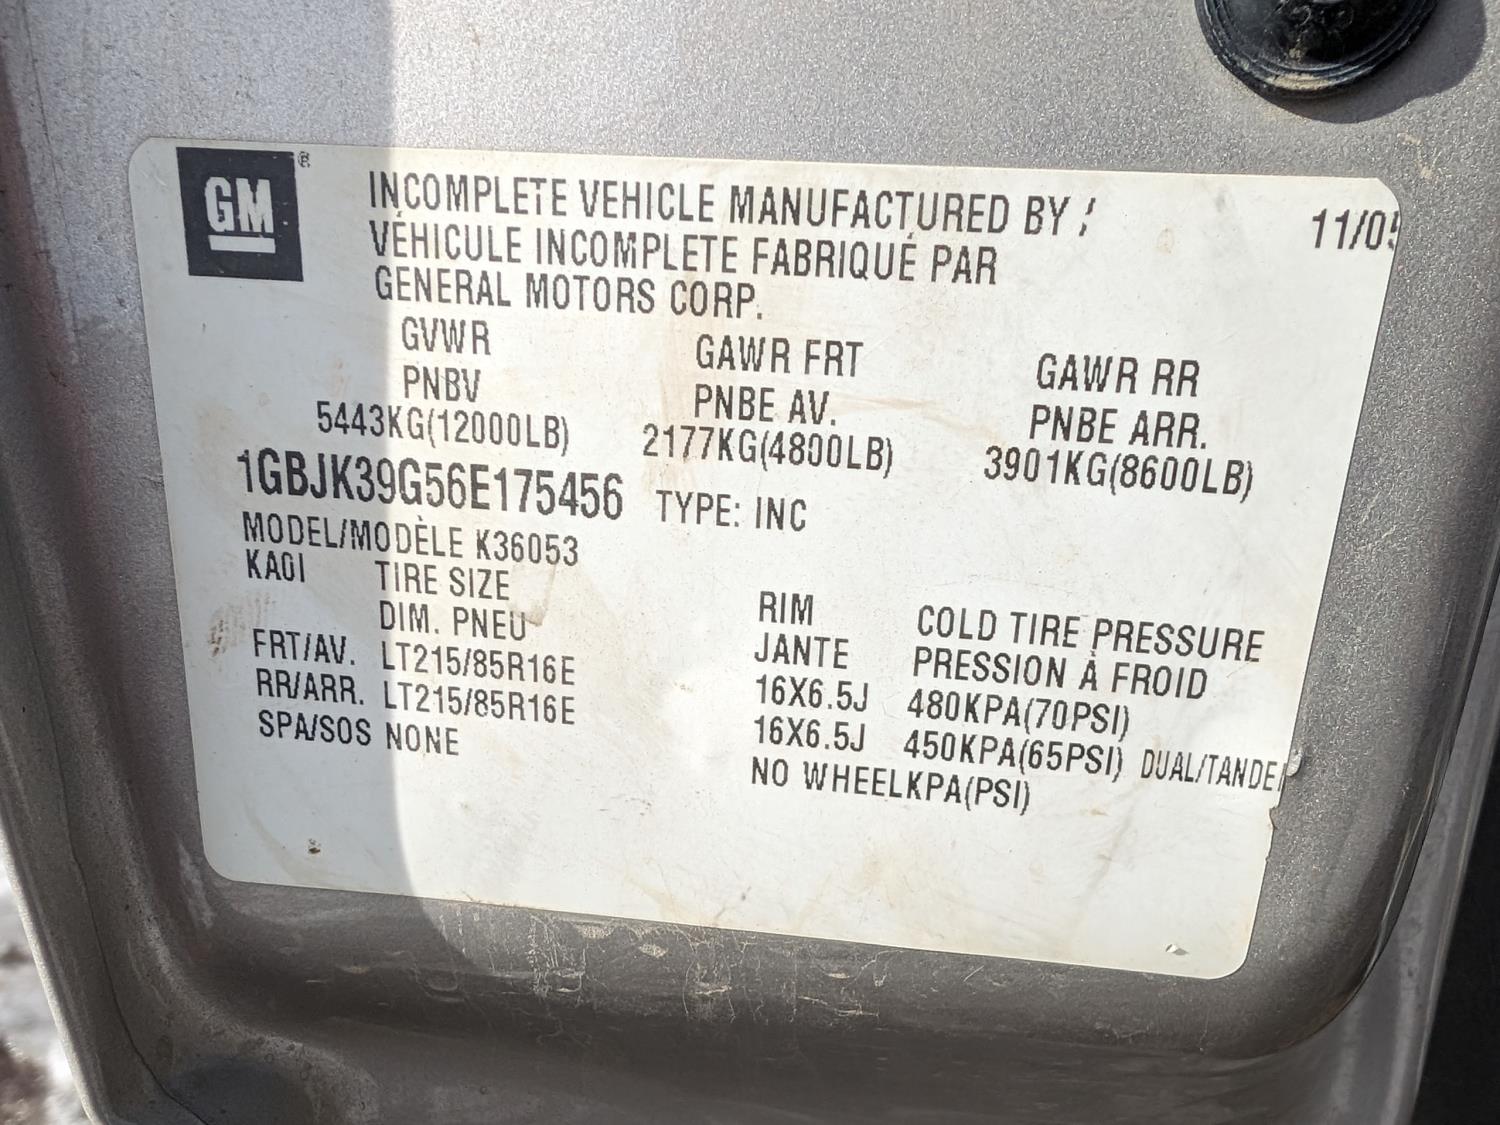 GM®
INCOMPLETE VEHICLE MANUFACTURED BY :
VÉHICULE INCOMPLETE FABRIQUÉ PAR
GENERAL MOTORS CORP.
11/05
GVWR GAWR FRT GAWR RR
PNBV PNBE AV. PNBE ARR.
5443KG(12000LB) 2177KG(4800LB) 3901KG(8600LB)
1GBJK39G56E175456 TYPE: INC
MODEL/MODÈLE K36053
KA0I TIRE SIZE RIM COLD TIRE PRESSURE
DIM. PNEU JANTE PRESSION À FROID
FRT/AV. LT215/85R16E 16X6.5J 480KPA(70PSI)
RR/ARR. LT215/85R16E 16X6.5J 450KPA(65PSI) DUAL/TANDE
SPA/SOS NONE NO WHEELKPA(PSI)